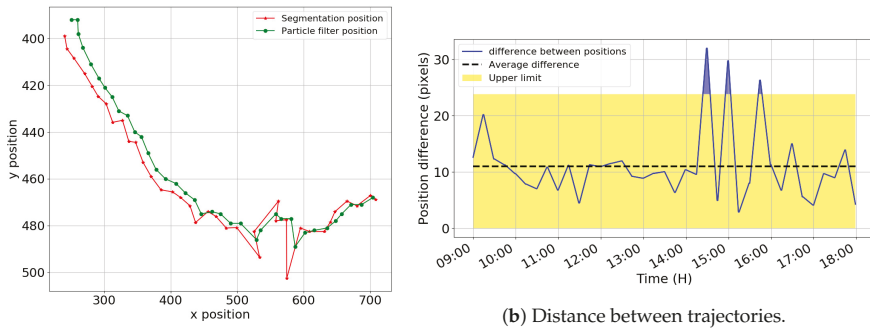 Segmentation position
Particle filter position
400
420
440
460
480
500
y position
300
400
500
600
700
x position
difference between positions
Average difference
Upper limit
30
20
10
0
Position difference (pixels)
09:00
10:00
11:00
12:00
13:00
14:00
15:00
16:00
17:00
18:00
Time (H)
(b) Distance between trajectories.